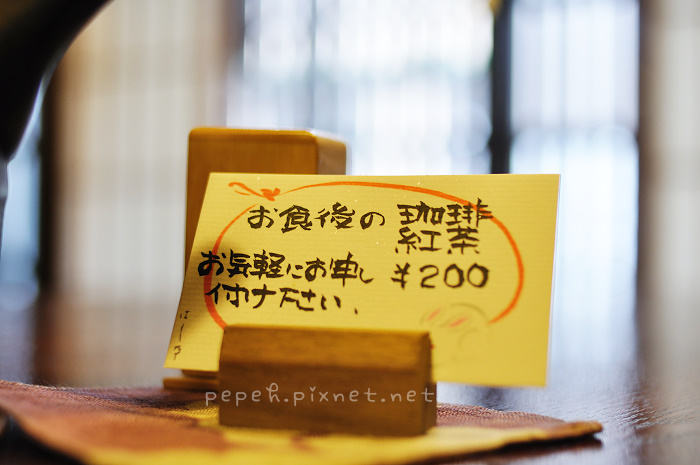 お食後の 珈琲
紅茶
¥200
お気軽にお申し
付け下さい、
pepeh.pixnet.net